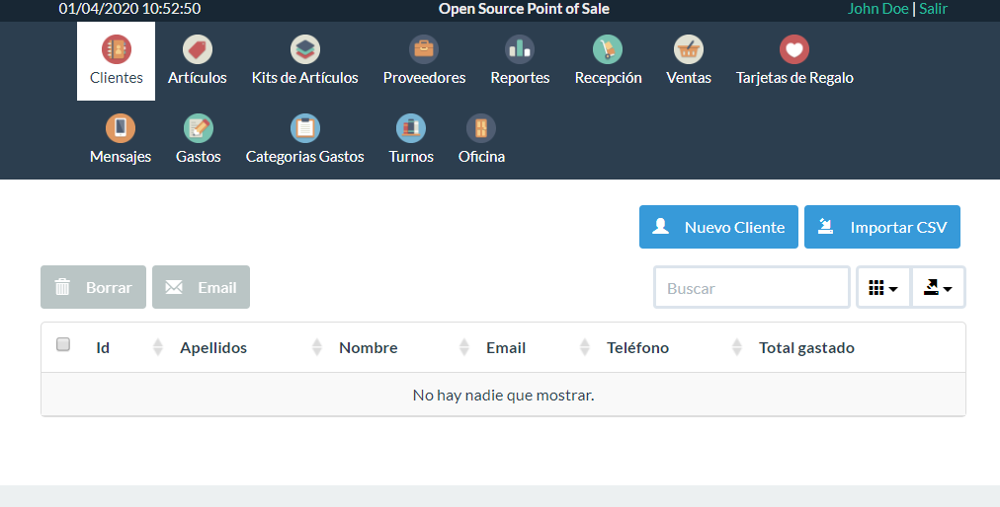 01/04/2020 10:52:50 Open Source Point of Sale John Doe | Salir
Clientes Artículos Kits de Artículos Proveedores Reportes Recepción Ventas Tarjetas de Regalo
Mensajes Gastos Categorias Gastos Turnos Oficina
Nuevo Cliente Importar CSV
Borrar Email Buscar
Id Apellidos Nombre Email Teléfono Total gastado
No hay nadie que mostrar.